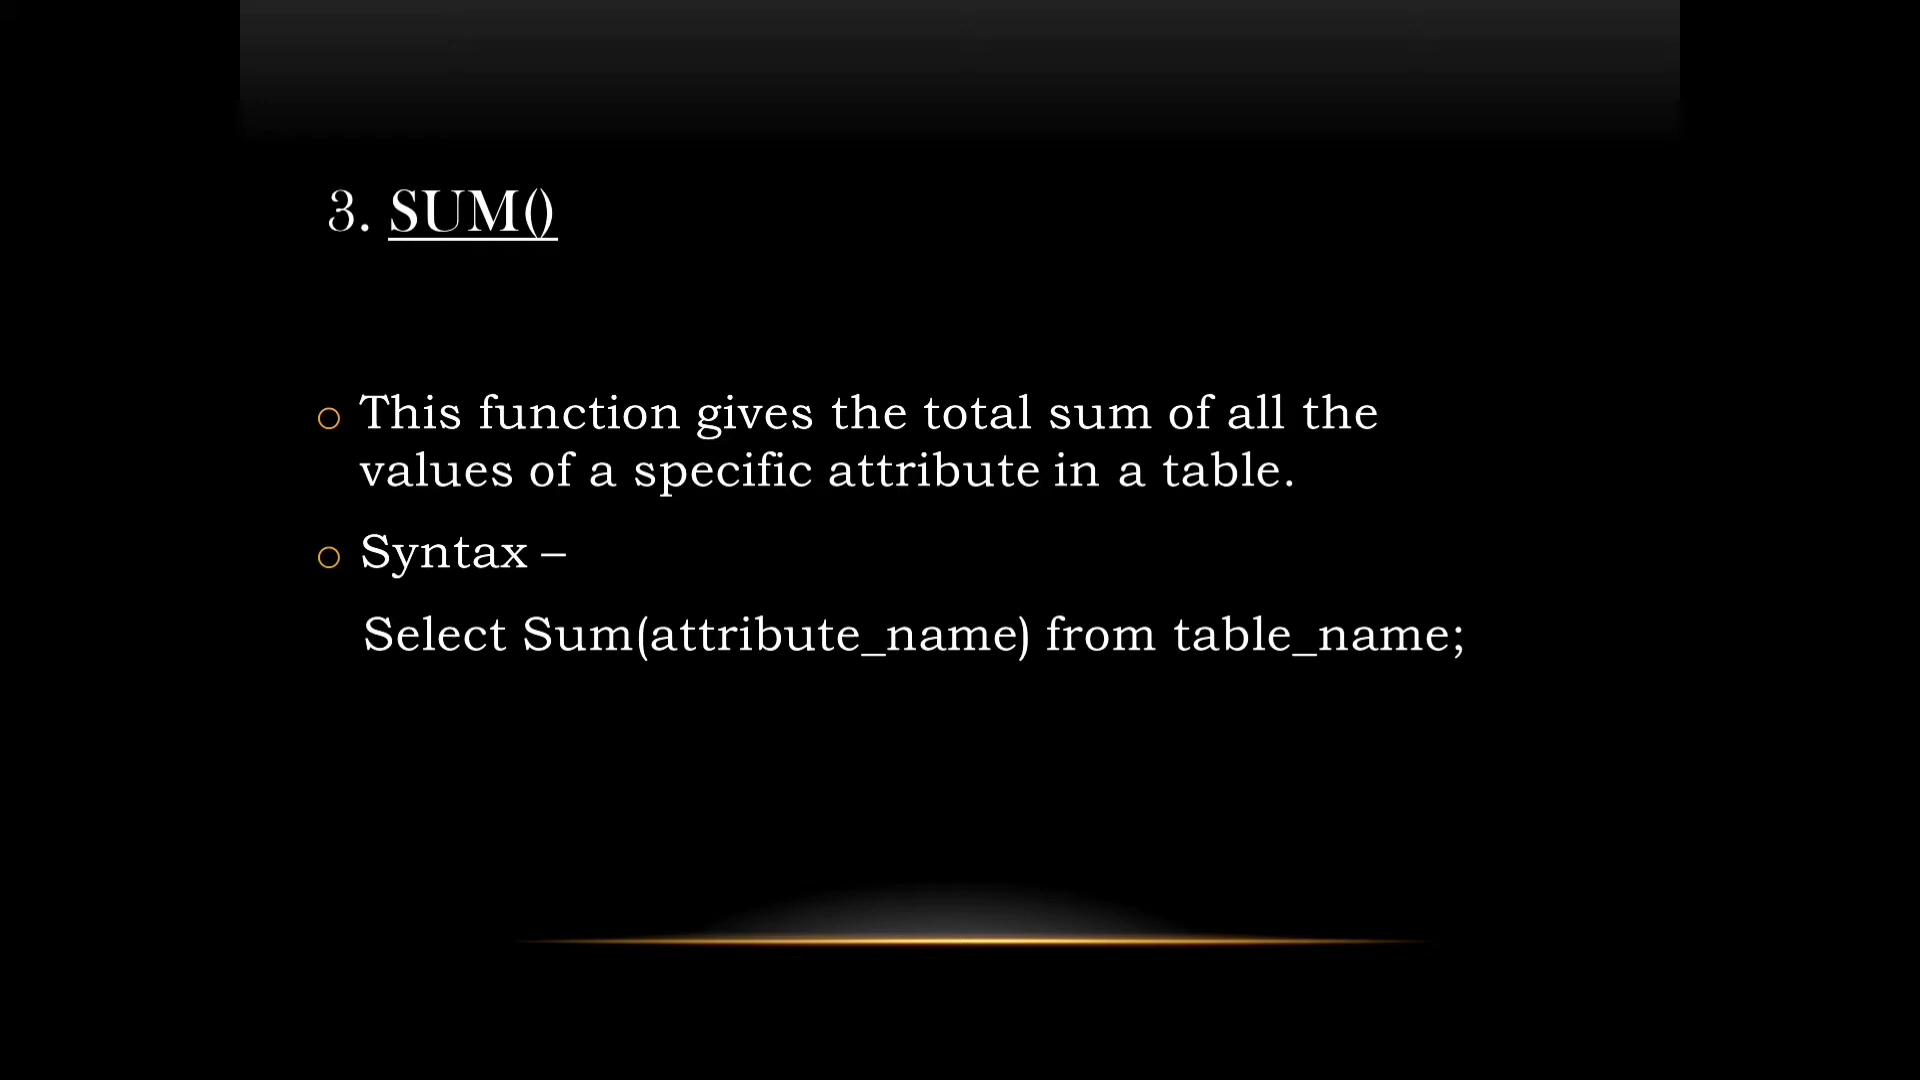 3. SUM()
○ This function gives the total sum of all the
values of a specific attribute in a table.
○ Syntax –
Select Sum(attribute_name) from table_name;